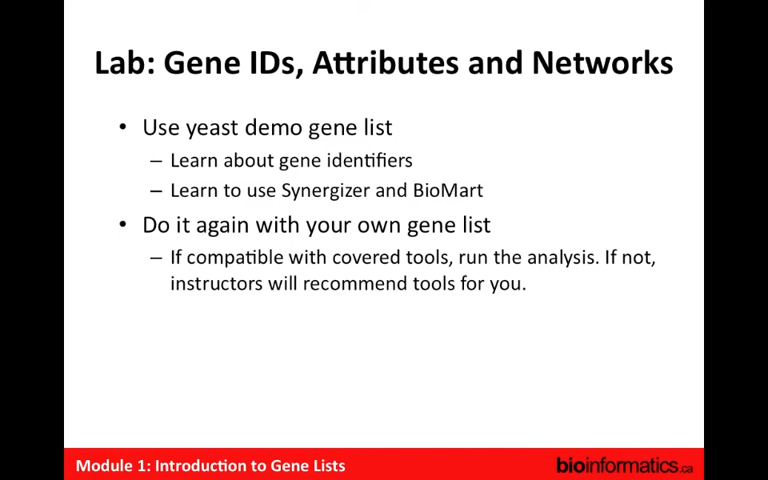 Lab: Gene IDs, Attributes and Networks
• Use yeast demo gene list
– Learn about gene identifiers
– Learn to use Synergizer and BioMart
• Do it again with your own gene list
– If compatible with covered tools, run the analysis. If not,
instructors will recommend tools for you.
Module 1: Introduction to Gene Lists
bioinformatics.ca